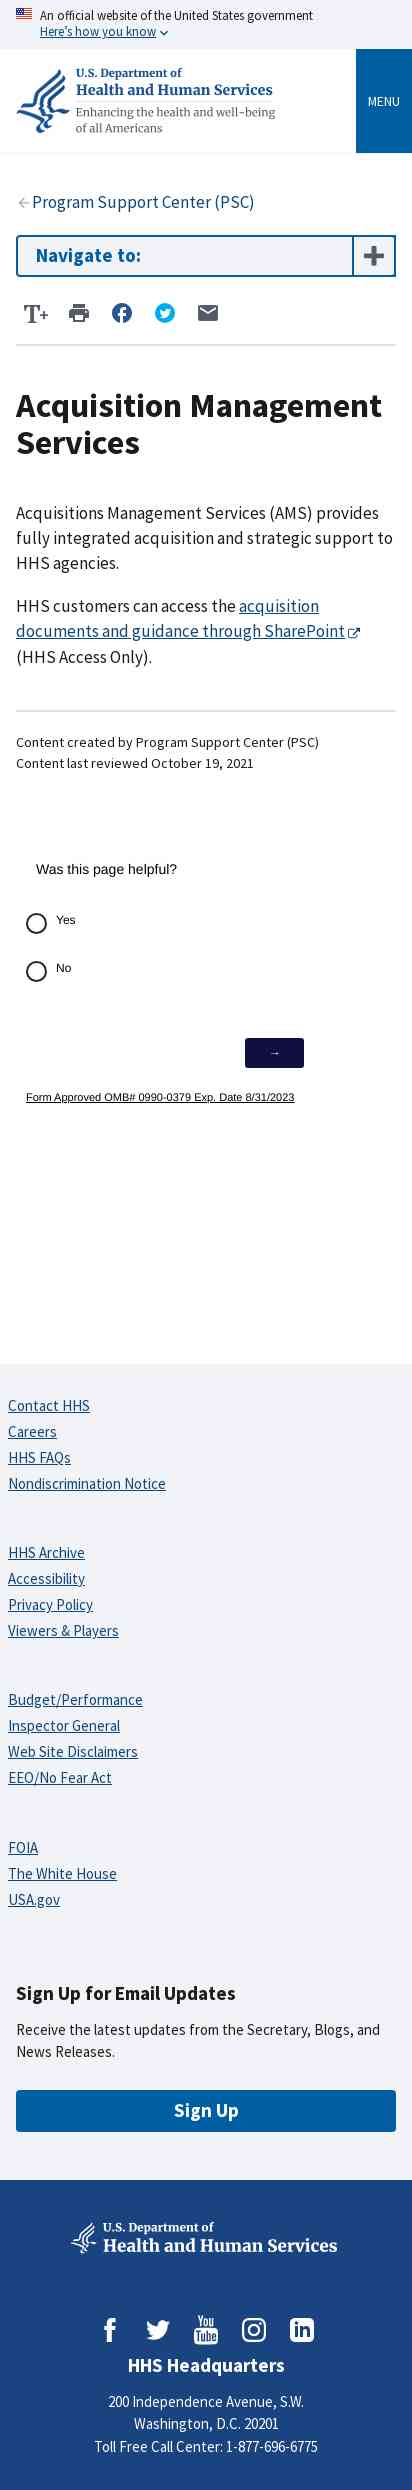 An official website of the United States government
Here's how you know
U.S. Department of
Health and Human Services
Enhancing the health and well-being
of all Americans
MENU
Program Support Center (PSC)
Navigate to:
T+
Acquisition Management
Services
Acquisitions Management Services (AMS) provides
fully integrated acquisition and strategic support to
HHS agencies.
HHS customers can access the acquisition
documents and guidance through SharePoint
(HHS Access Only).
Content created by Program Support Center (PSC)
Content last reviewed October 19, 2021
Was this page helpful?
Yes
No
→
Form Approved OMB# 0990-0379 Exp. Date 8/31/2023
Contact HHS
Careers
HHS FAQs
Nondiscrimination Notice
HHS Archive
Accessibility
Privacy Policy
Viewers & Players
Budget/Performance
Inspector General
Web Site Disclaimers
EEO/No Fear Act
FOIA
The White House
USA.gov
Sign Up for Email Updates
Receive the latest updates from the Secretary, Blogs, and
News Releases.
Sign Up
U.S. Department of
Health and Human Services
You
Tube
HHS Headquarters
200 Independence Avenue, S.W.
Washington, D.C. 20201
Toll Free Call Center: 1-877-696-6775